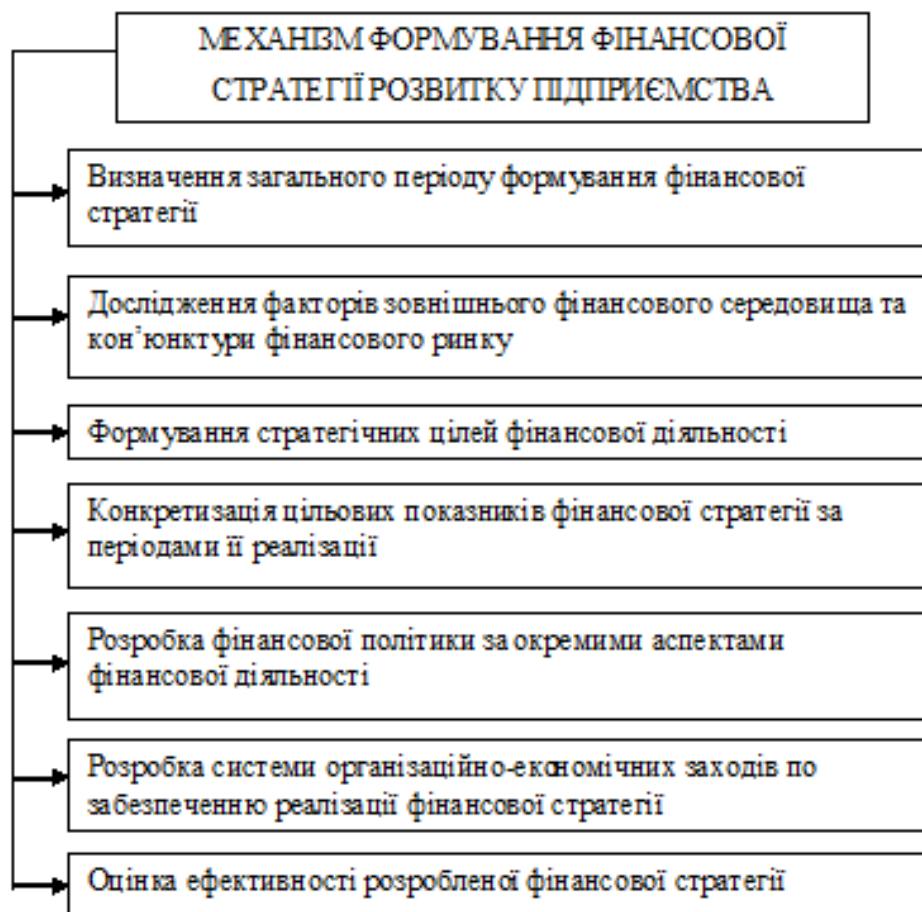 МЕХАНІЗМ ФОРМУВАННЯ ФІНАНСОВОЇ
СТРАТЕГІЇ РОЗВИТКУ ПІДПРИЄМСТВА
Визначення загального періоду формування фінансової
стратегії
Дослідження факторів зовнішнього фінансового середовища та
кон’юнктури фінансового ринку
Формування стратегічних цілей фінансової діяльності
Конкретизація цільових показників фінансової стратегії за
періодами її реалізації
Розробка фінансової політики за окремими аспектами
фінансової діяльності
Розробка системи організаційно-економічних заходів по
забезпеченню реалізації фінансової стратегії
Оцінка ефективності розробленої фінансової стратегії